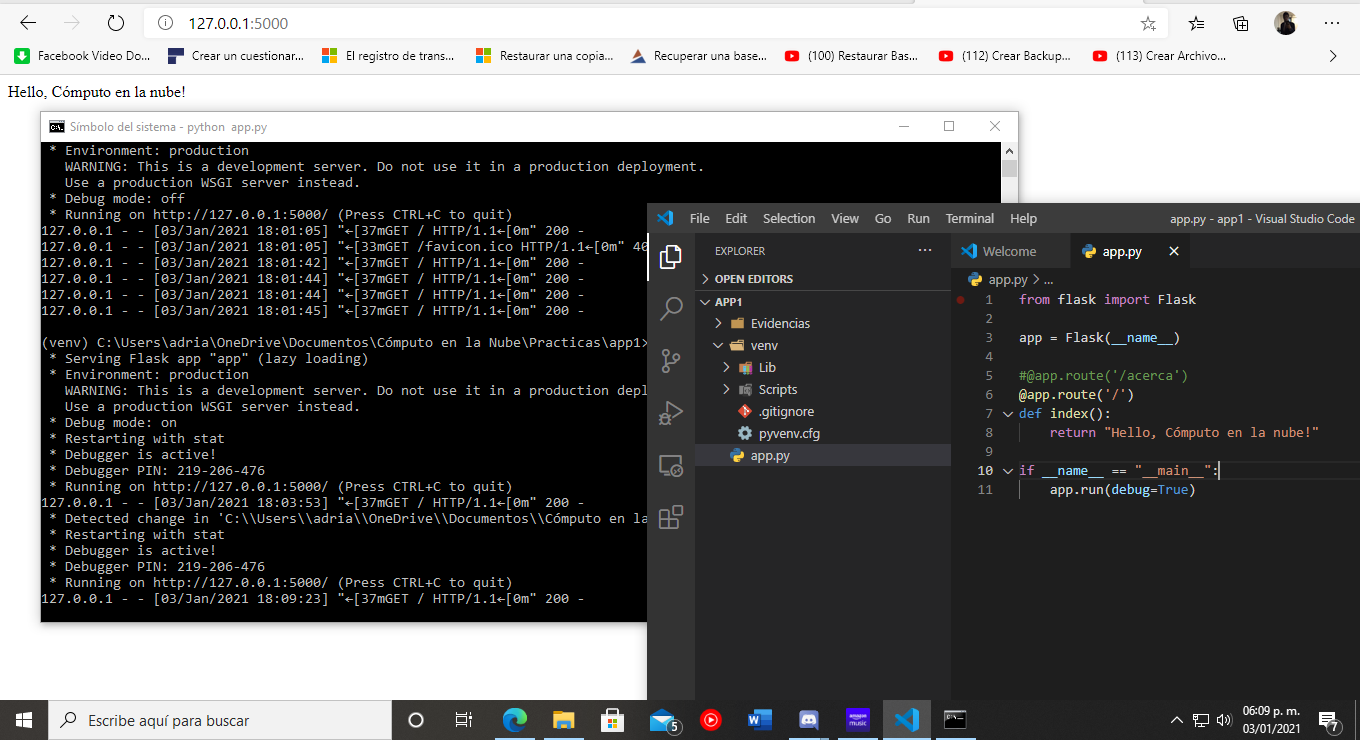 127.0.0.1:5000
Facebook Video Do... Crear un cuestionar... El registro de trans... Restaurar una copia... Recuperar una base... (100) Restaurar Bas... (112) Crear Backup... (113) Crear Archivo...
Hello, Cómputo en la nube!
Símbolo del sistema - python app.py
* Environment: production
WARNING: This is a development server. Do not use it in a production deployment.
Use a production WSGI server instead.
* Debug mode: off
* Running on http://127.0.0.1:5000/ (Press CTRL+C to quit)
127.0.0.1 - - [03/Jan/2021 18:01:05] "←[37mGET / HTTP/1.1←[0m" 200 -
127.0.0.1 - - [03/Jan/2021 18:01:05] "←[33mGET /favicon.ico HTTP/1.1←[0m" 40
127.0.0.1 - - [03/Jan/2021 18:01:42] "←[37mGET / HTTP/1.1←[0m" 200 -
127.0.0.1 - - [03/Jan/2021 18:01:44] "←[37mGET / HTTP/1.1←[0m" 200 -
127.0.0.1 - - [03/Jan/2021 18:01:44] "←[37mGET / HTTP/1.1←[0m" 200 -
127.0.0.1 - - [03/Jan/2021 18:01:45] "←[37mGET / HTTP/1.1←[0m" 200 -
(venv) C:\Users\adria\OneDrive\Documentos\Cómputo en la Nube\Practicas\app1>
* Serving Flask app "app" (lazy loading)
* Environment: production
WARNING: This is a development server. Do not use it in a production depl
Use a production WSGI server instead.
* Debug mode: on
* Restarting with stat
* Debugger is active!
* Debugger PIN: 219-206-476
* Running on http://127.0.0.1:5000/ (Press CTRL+C to quit)
127.0.0.1 - - [03/Jan/2021 18:03:53] "←[37mGET / HTTP/1.1←[0m" 200 -
* Detected change in 'C:\\Users\\adria\\OneDrive\\Documentos\\Cómputo en la
* Restarting with stat
* Debugger is active!
* Debugger PIN: 219-206-476
* Running on http://127.0.0.1:5000/ (Press CTRL+C to quit)
127.0.0.1 - - [03/Jan/2021 18:09:23] "←[37mGET / HTTP/1.1←[0m" 200 -
File Edit Selection View Go Run Terminal Help app.py - app1 - Visual Studio Code
EXPLORER ...
OPEN EDITORS
APP1
Evidencias
venv
Lib
Scripts
.gitignore
pyvenv.cfg
app.py
Welcome app.py
app.py > ...
1 from flask import Flask
2
3 app = Flask(__name__)
4
5 #@app.route('/acerca')
6 @app.route('/')
7 def index():
8 return "Hello, Cómputo en la nube!"
9
10 if __name__ == "__main__":
11 app.run(debug=True)
Escribe aquí para buscar
5
W
amazon music
06:09 p. m.
03/01/2021
7